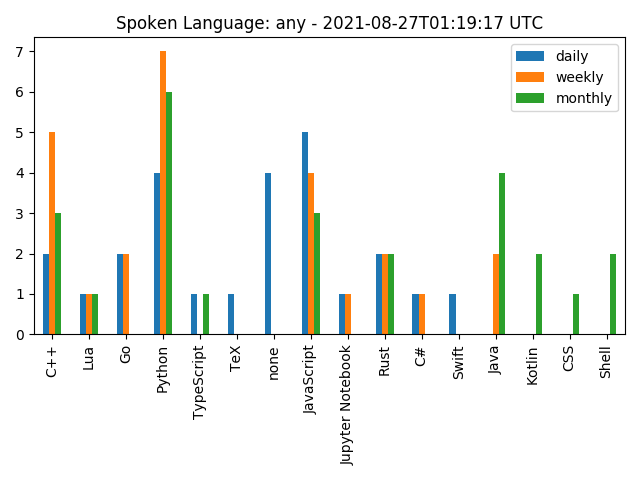 Spoken Language: any - 2021-08-27T01:19:17 UTC
daily
weekly
monthly
7
6
5
4
3
2
1
0
C++
Lua
Go
Python
TypeScript
TeX
none
JavaScript
Jupyter Notebook
Rust
C#
Swift
Java
Kotlin
CSS
Shell